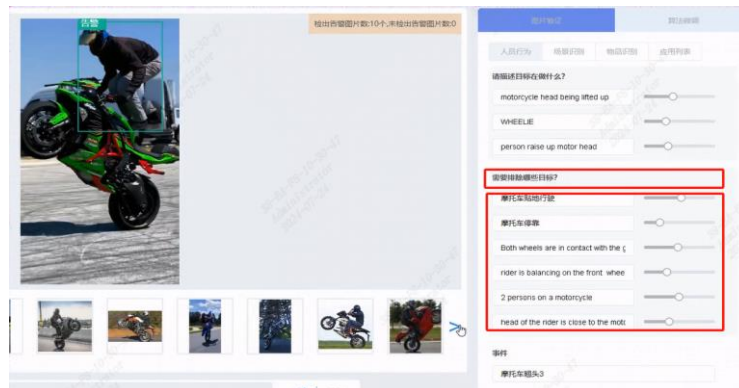 告警
检出告警图片数:10个,未检出告警图片数:0
图片验证
算法编辑
人员行为
场景识别
物品识别
应用列表
请描述目标在做什么?
motorcycle head being lifted up
WHEELIE
person raise up motor head
需要排除哪些目标?
摩托车贴地行驶
摩托车停靠
Both wheels are in contact with the g
rider is balancing on the front whee
2 persons on a motorcycle
head of the rider is close to the moto
事件
摩托车翘头3